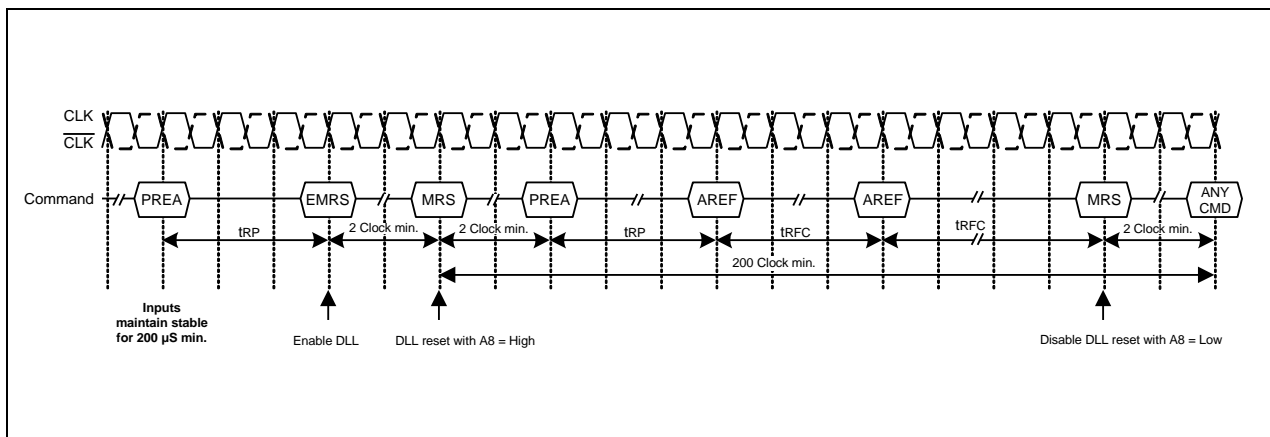 CLK
CLK
Command
PREA
EMRS
MRS
PREA
AREF
AREF
MRS
ANY
CMD
tRP
2 Clock min.
2 Clock min.
tRP
tRFC
tRFC
2 Clock min.
200 Clock min.
Inputs
maintain stable
for 200 µS min.
Enable DLL
DLL reset with A8 = High
Disable DLL reset with A8 = Low